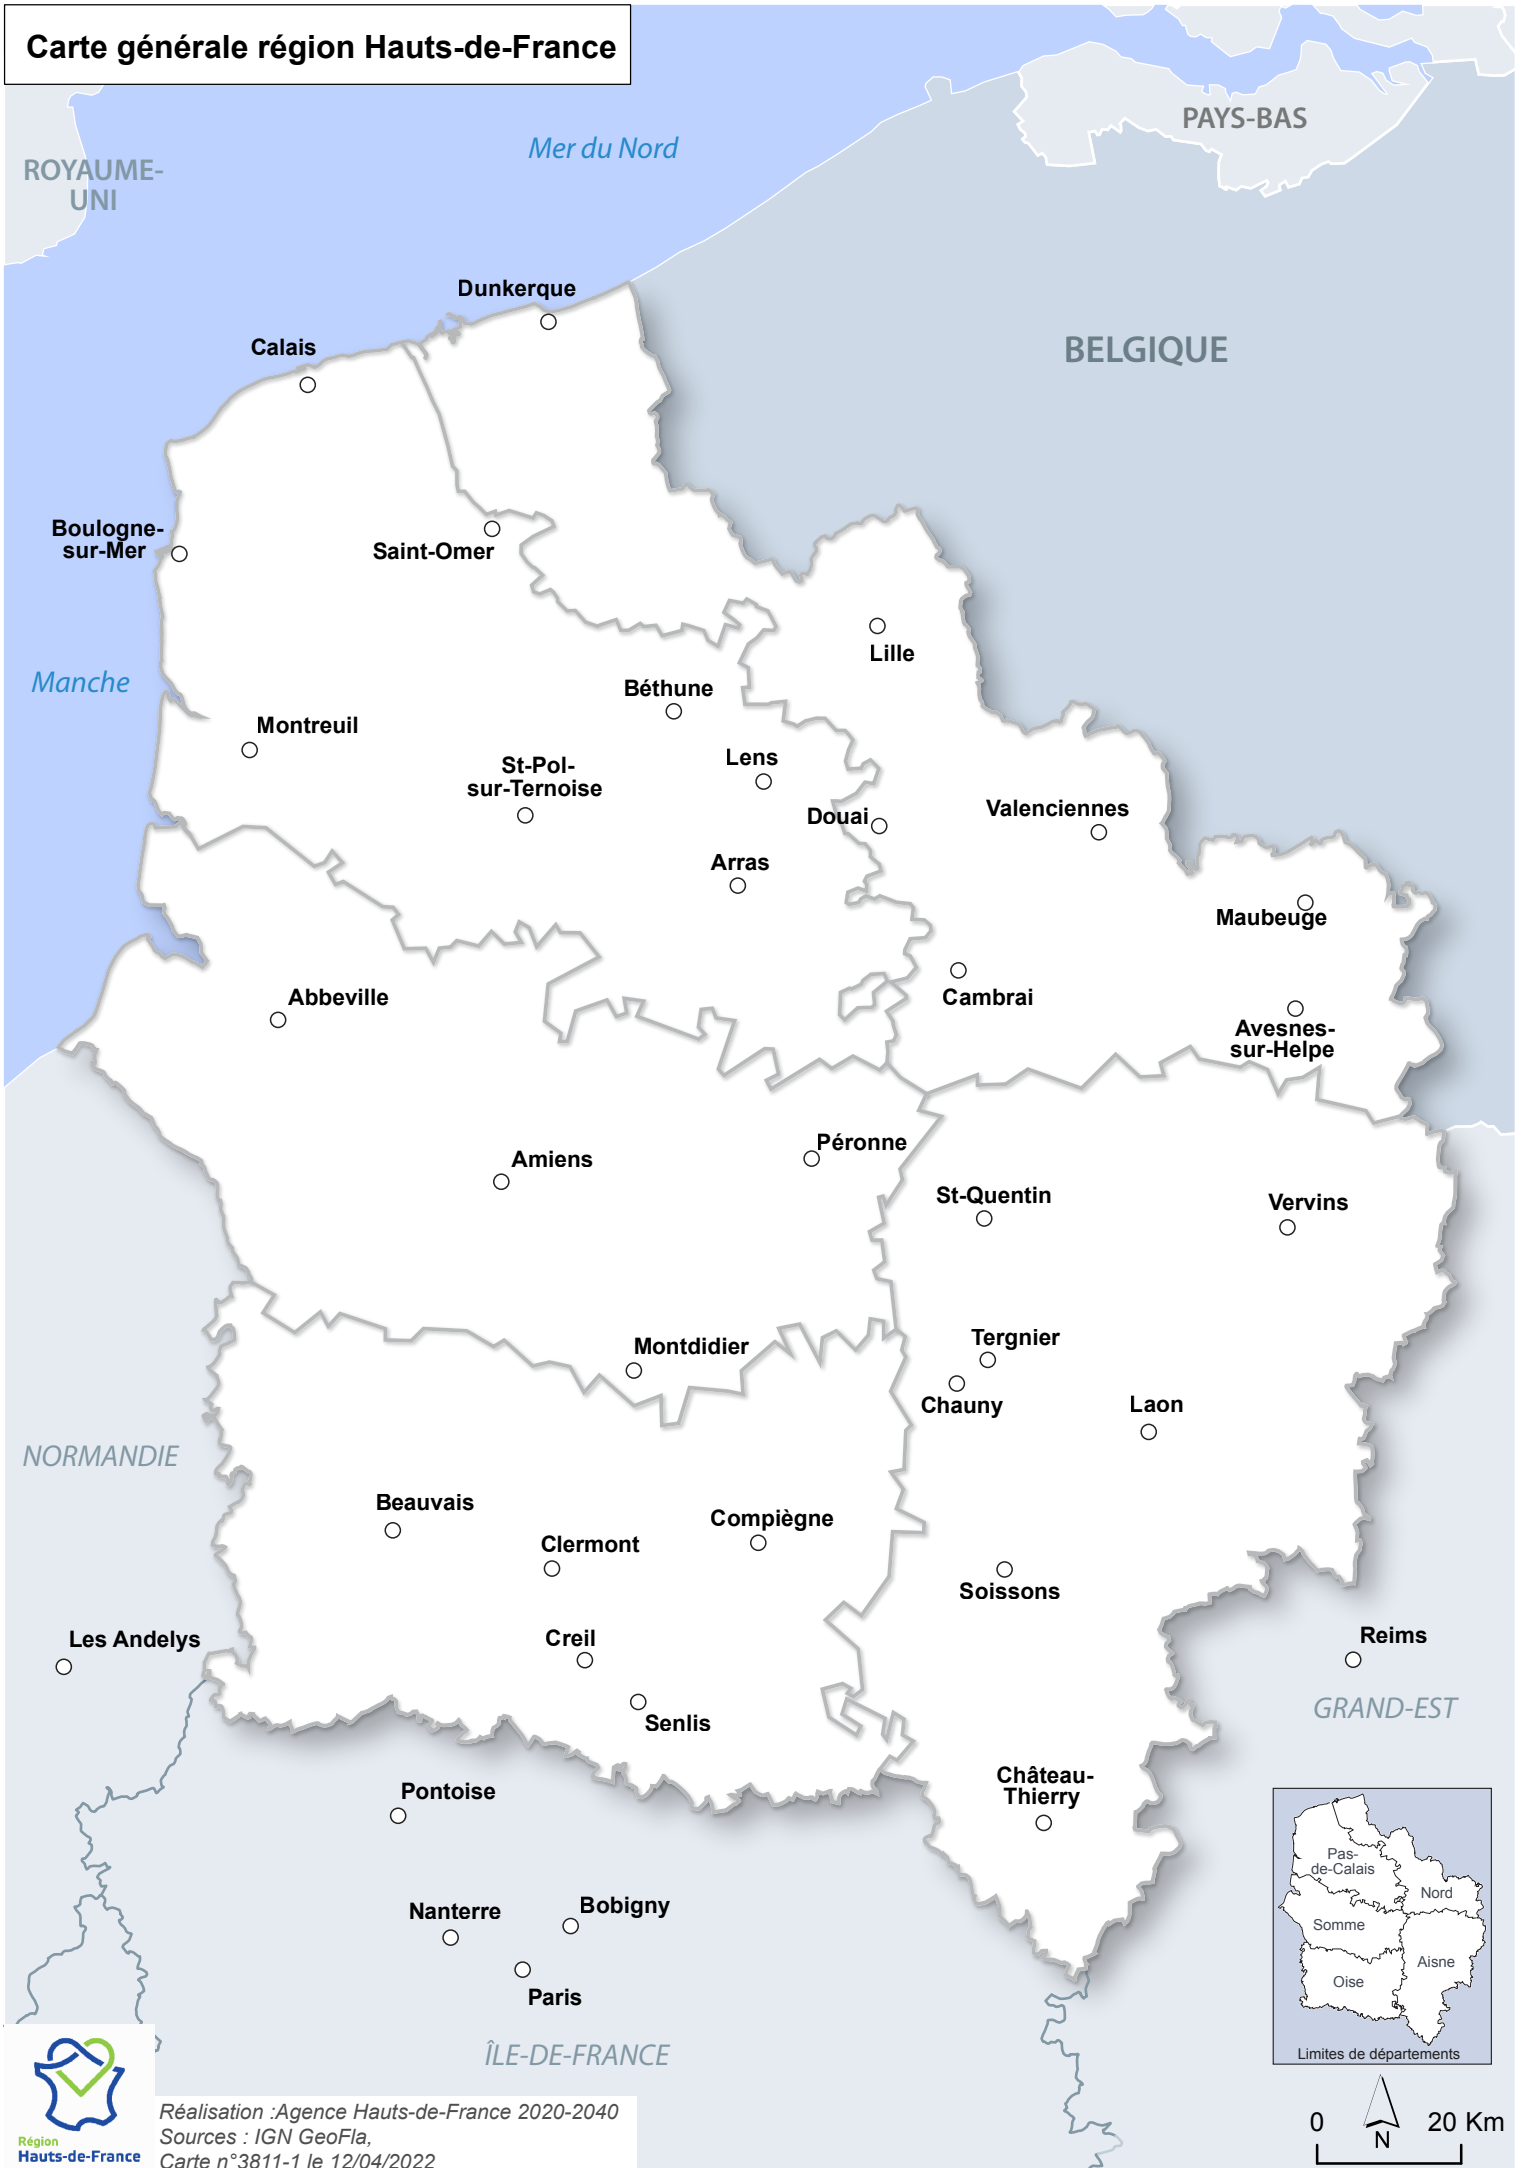 Carte générale région Hauts-de-France
PAYS-BAS
Mer du Nord
ROYAUME-
UNI
Dunkerque
BELGIQUE
Calais
Boulogne-
sur-Mer
Saint-Omer
Lille
Manche
Béthune
Montreuil
Lens
St-Pol-
sur-Ternoise
Douai
Valenciennes
Arras
Maubeuge
Cambrai
Abbeville
Avesnes-
sur-Helpe
Péronne
Amiens
St-Quentin
Vervins
Tergnier
Montdidier
Chauny
Laon
NORMANDIE
Beauvais
Compiègne
Clermont
Soissons
Les Andelys
Creil
Reims
Senlis
GRAND-EST
Château-
Thierry
Pontoise
Pas-
de-Calais
Nord
Somme
Aisne
Oise
Limites de départements
Nanterre
Bobigny
Paris
ÎLE-DE-FRANCE
Région
Hauts-de-France
Réalisation :Agence Hauts-de-France 2020-2040
Sources : IGN GeoFla,
Carte n°3811-1 le 12/04/2022
0 N 20 Km